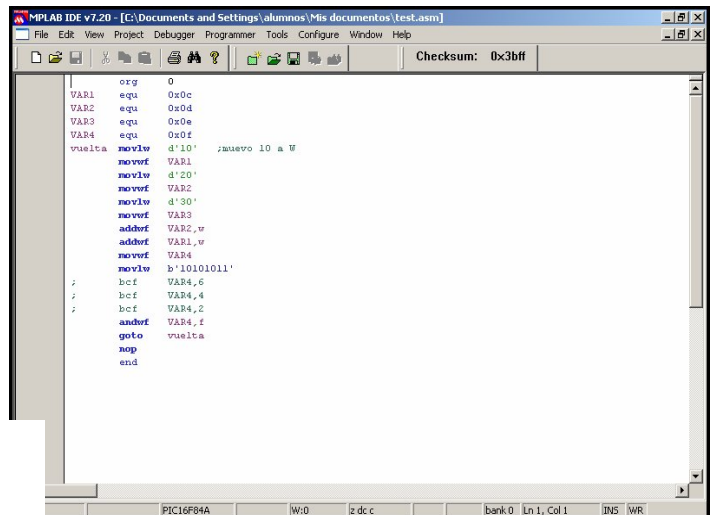 MPLAB IDE v7.20 - [C:\Documents and Settings\alumnos\Mis documentos\test.asm]
File Edit View Project Debugger Programmer Tools Configure Window Help
Checksum: 0x3bff
org 0
VAR1 equ 0x0c
VAR2 equ 0x0d
VAR3 equ 0x0e
VAR4 equ 0x0f
vuelta movlw d'10' ;muevo 10 a W
movwf VAR1
movlw d'20'
movwf VAR2
movlw d'30'
movwf VAR3
addwf VAR2,w
addwf VAR1,w
movwf VAR4
movlw b'10101011'
; bcf VAR4,6
; bcf VAR4,4
; bcf VAR4,2
andwf VAR4,f
goto vuelta
nop
end
PIC16F84A W:0 z dc c bank 0 Ln 1, Col 1 INS WR